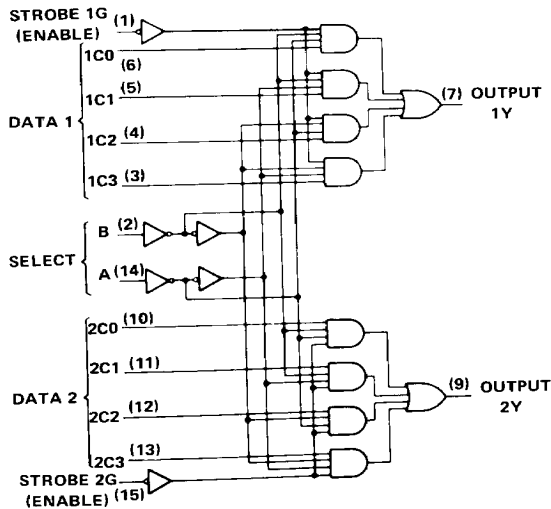 STROBE 1G (1)
(ENABLE)
1C0
(6)
1C1 (5)
DATA 1
1C2 (4)
1C3 (3)
(7) OUTPUT
1Y
B (2)
SELECT
A (14)
2C0 (10)
2C1 (11)
DATA 2
2C2 (12)
2C3 (13)
(9) OUTPUT
2Y
STROBE 2G
(ENABLE) (15)